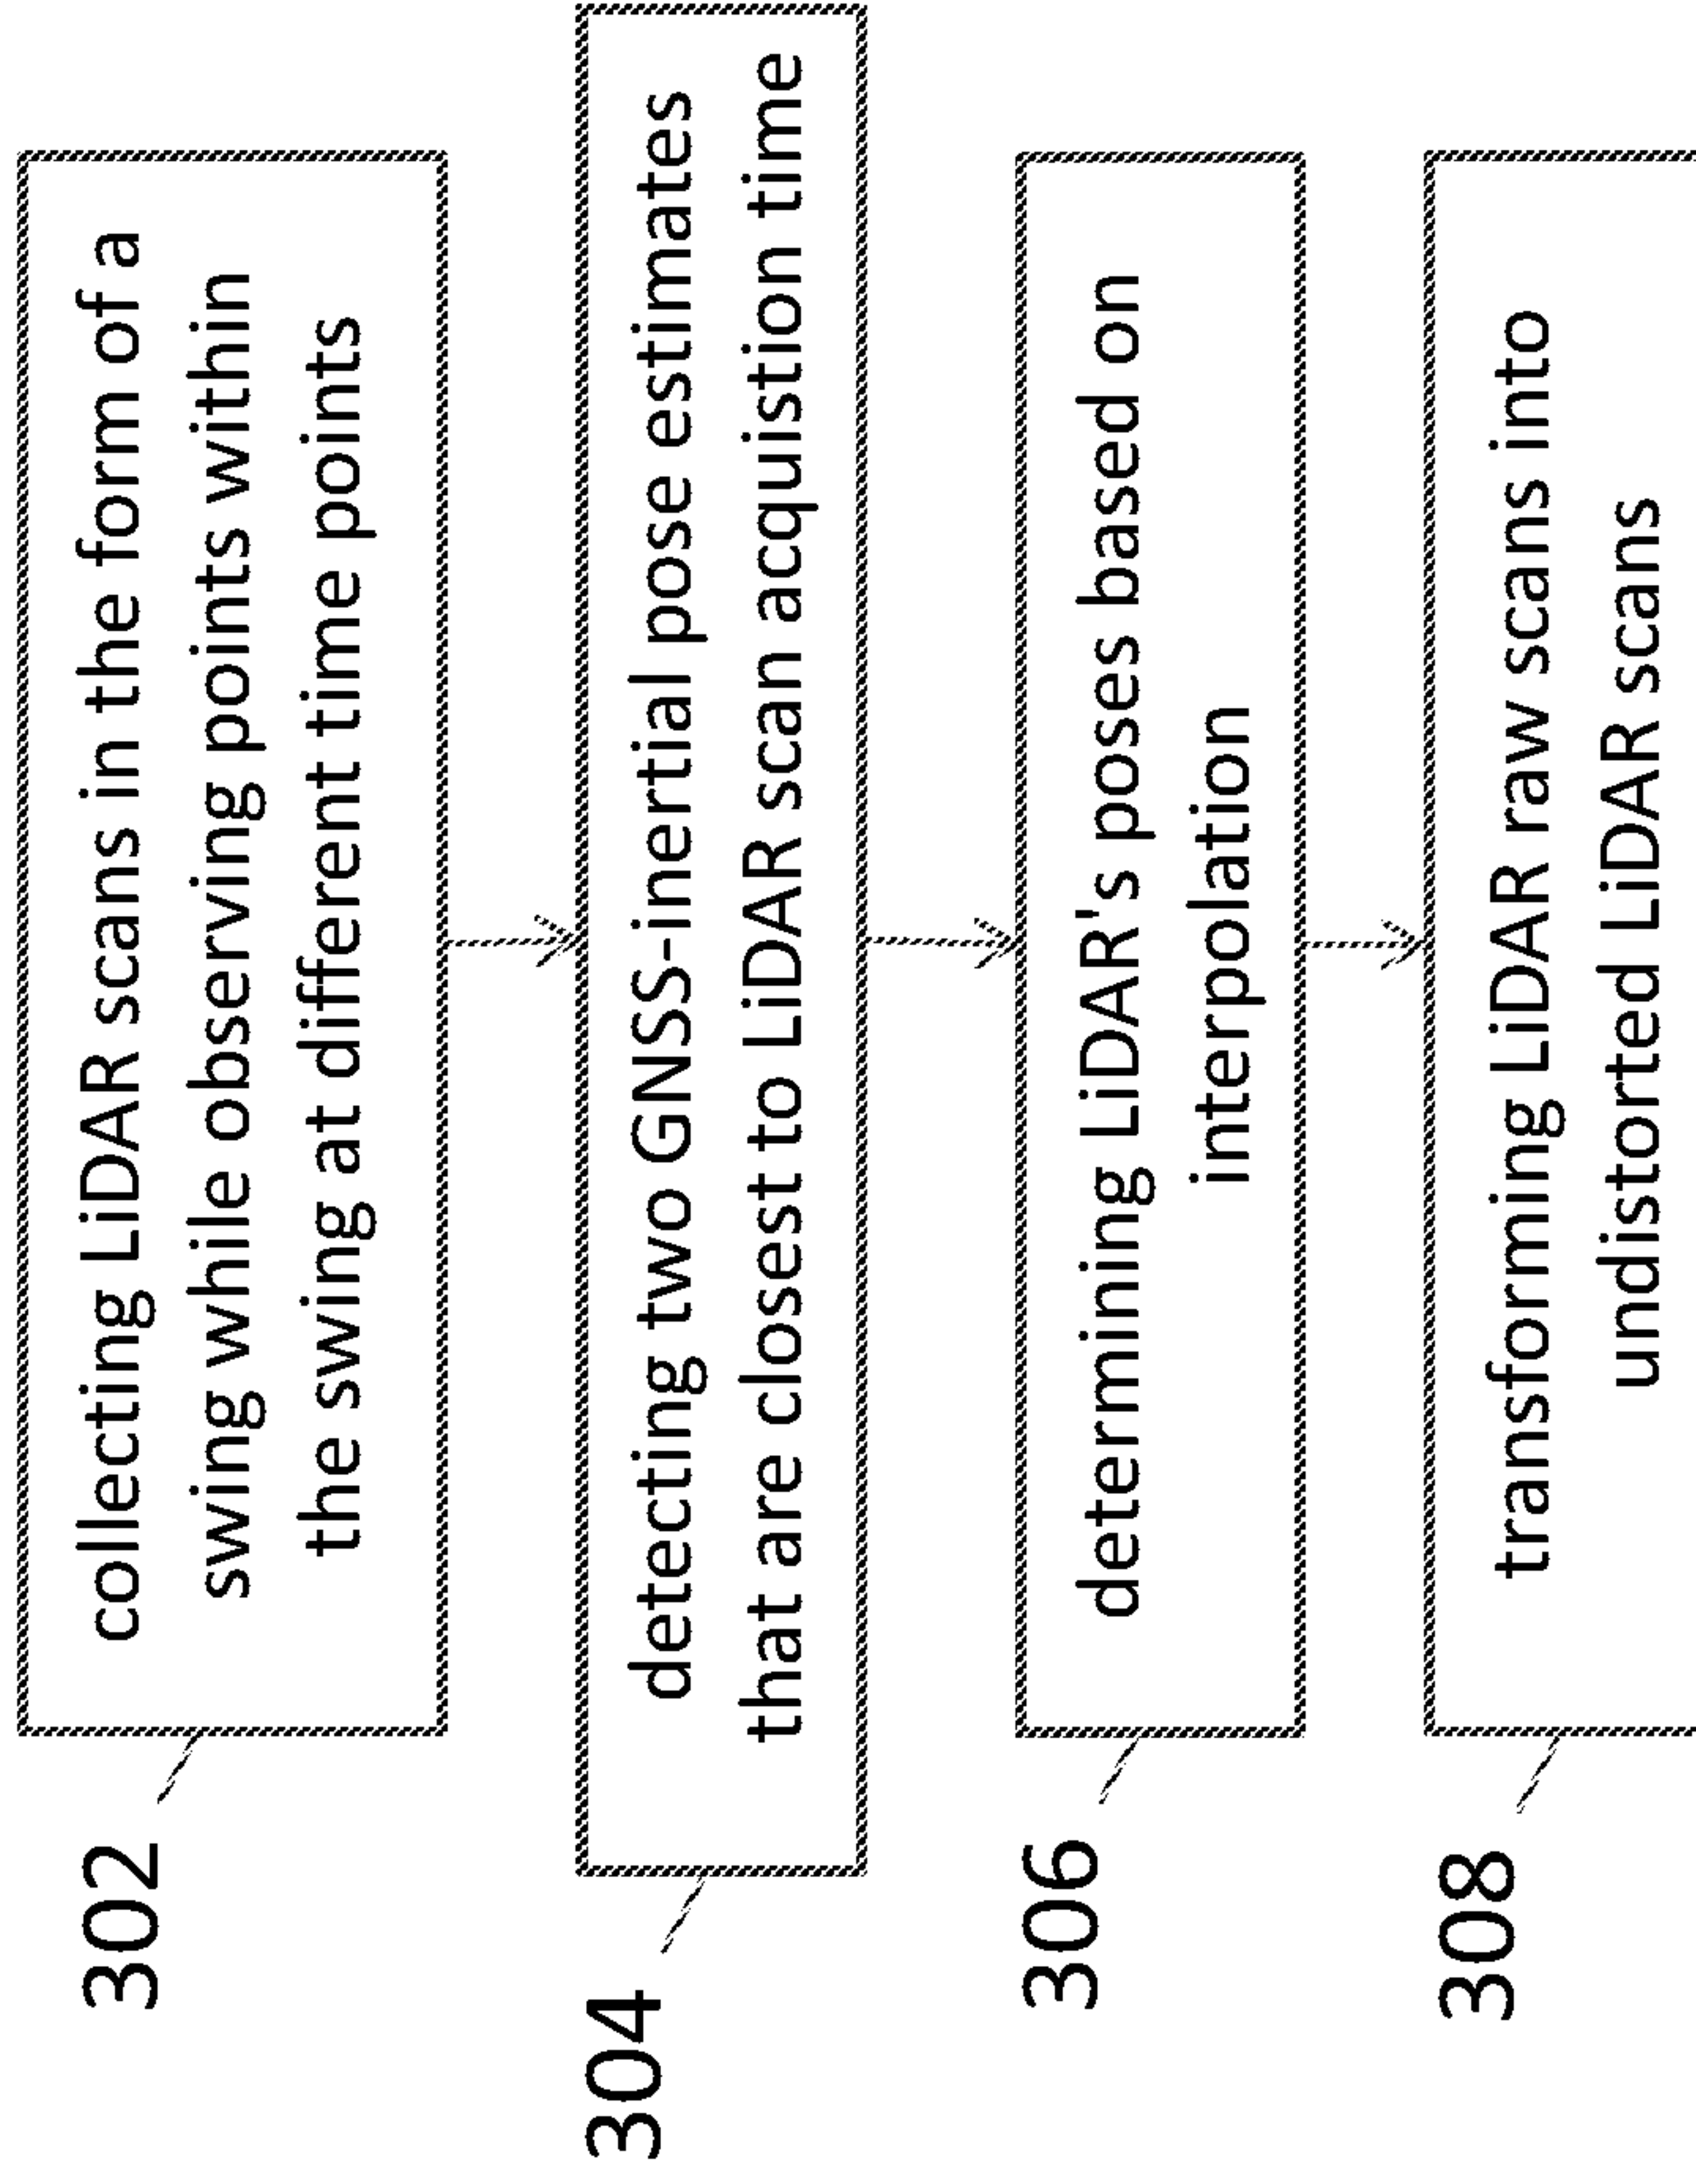 302
collecting LiDAR scans in the form of a
swing while observing points within
the swing at different time points
304
detecting two GNSS-inertial pose estimates
that are closest to LiDAR scan acquistion time
306
determining LiDAR's poses based on
interpolation
308
transforming LiDAR raw scans into
undistorted LiDAR scans